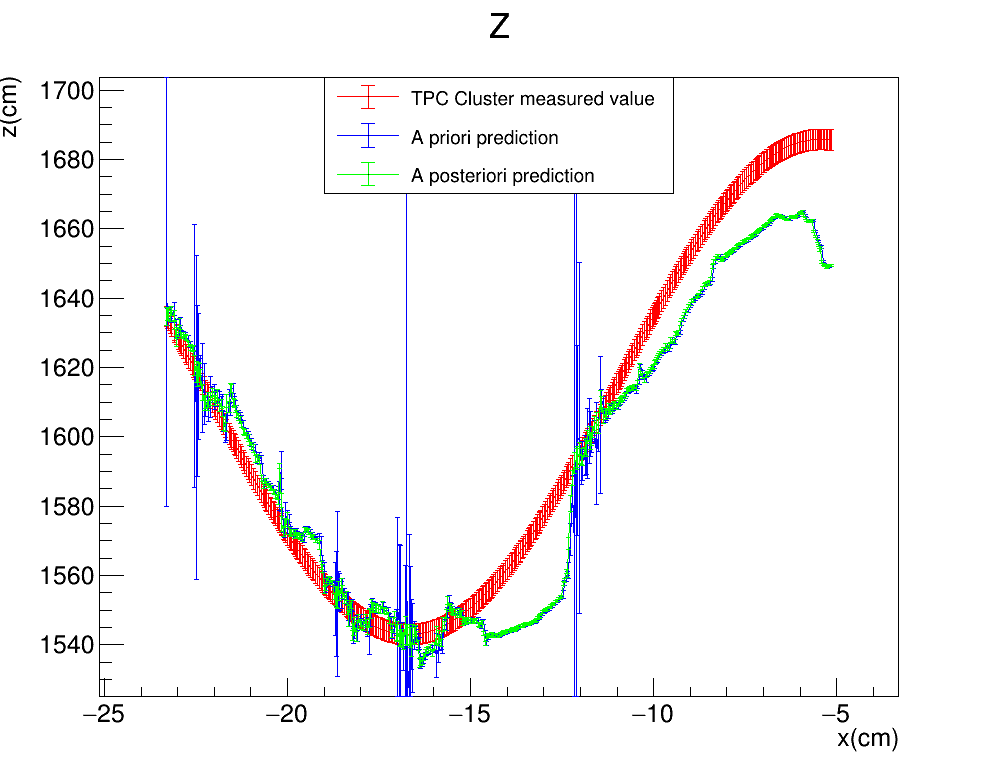 Z
z(cm)
TPC Cluster measured value
A priori prediction
A posteriori prediction
1700
1680
1660
1640
1620
1600
1580
1560
1540
−25 −20 −15 −10 −5
x(cm)